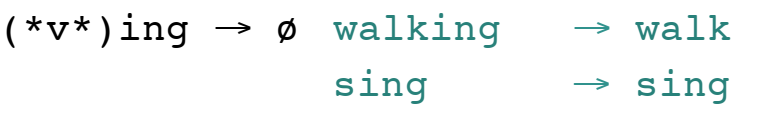 (*v*)ing → ø walking → walk
sing → sing